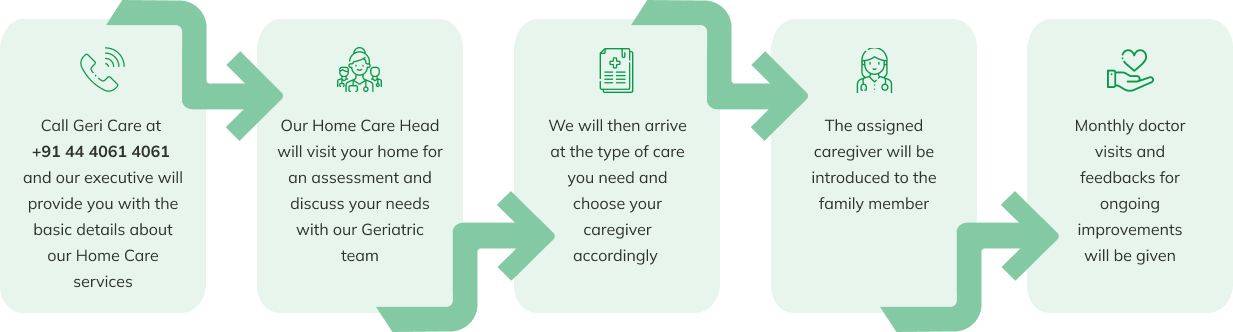 Call Geri Care at
+91 44 4061 4061
and our executive will
provide you with the
basic details about
our Home Care
services
Our Home Care Head
will visit your home for
an assessment and
discuss your needs
with our Geriatric
team
We will then arrive
at the type of care
you need and
choose your
caregiver
accordingly
The assigned
caregiver will be
introduced to the
family member
Monthly doctor
visits and
feedbacks for
ongoing
improvements
will be given